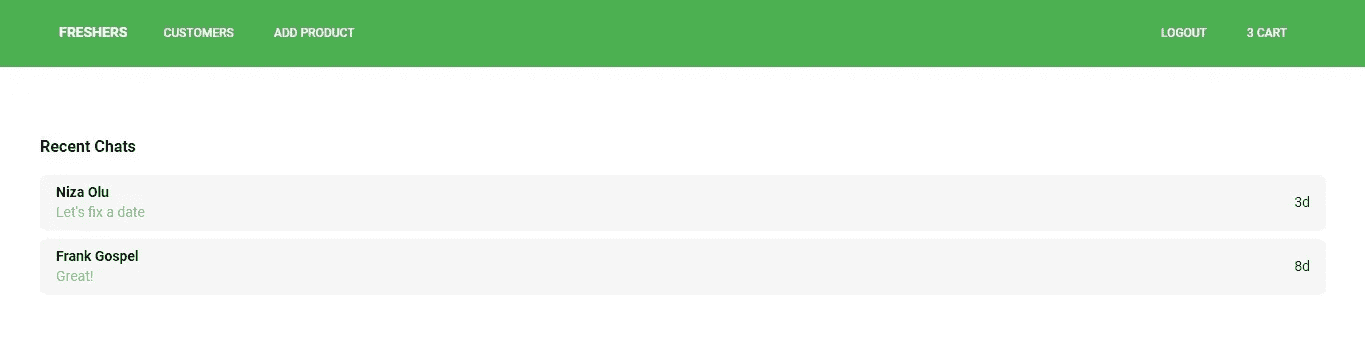 FRESHERS CUSTOMERS ADD PRODUCT LOGOUT 3 CART
Recent Chats
Niza Olu
Let's fix a date
3d
Frank Gospel
Great!
8d